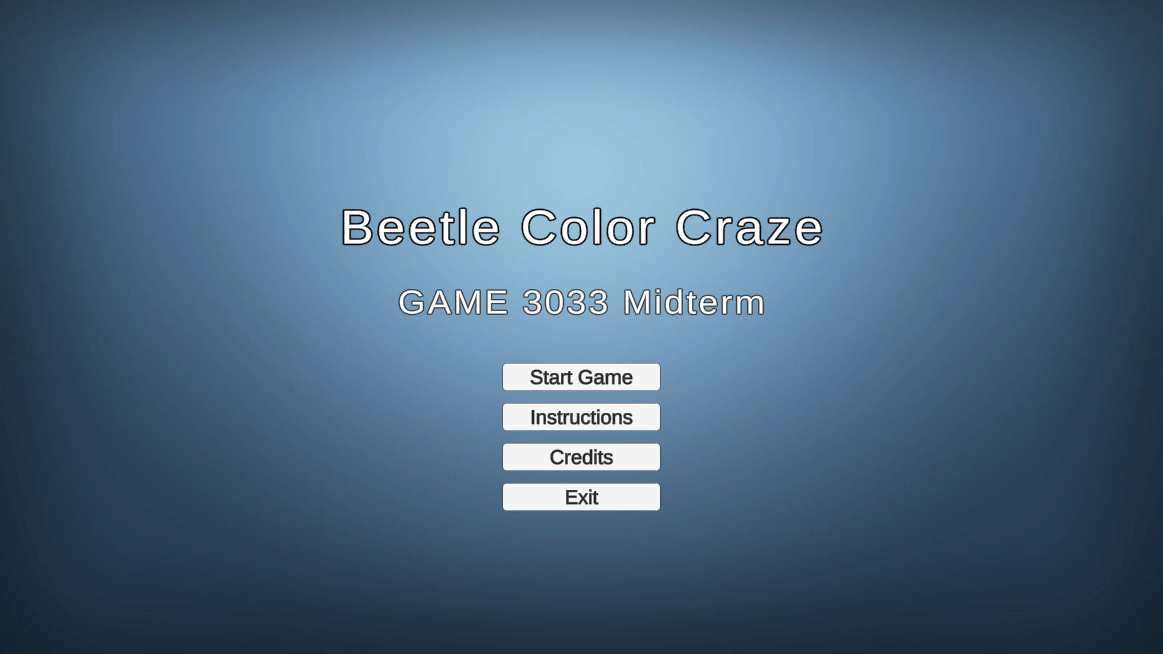 Beetle Color Craze
GAME 3033 Midterm
Start Game
Instructions
Credits
Exit